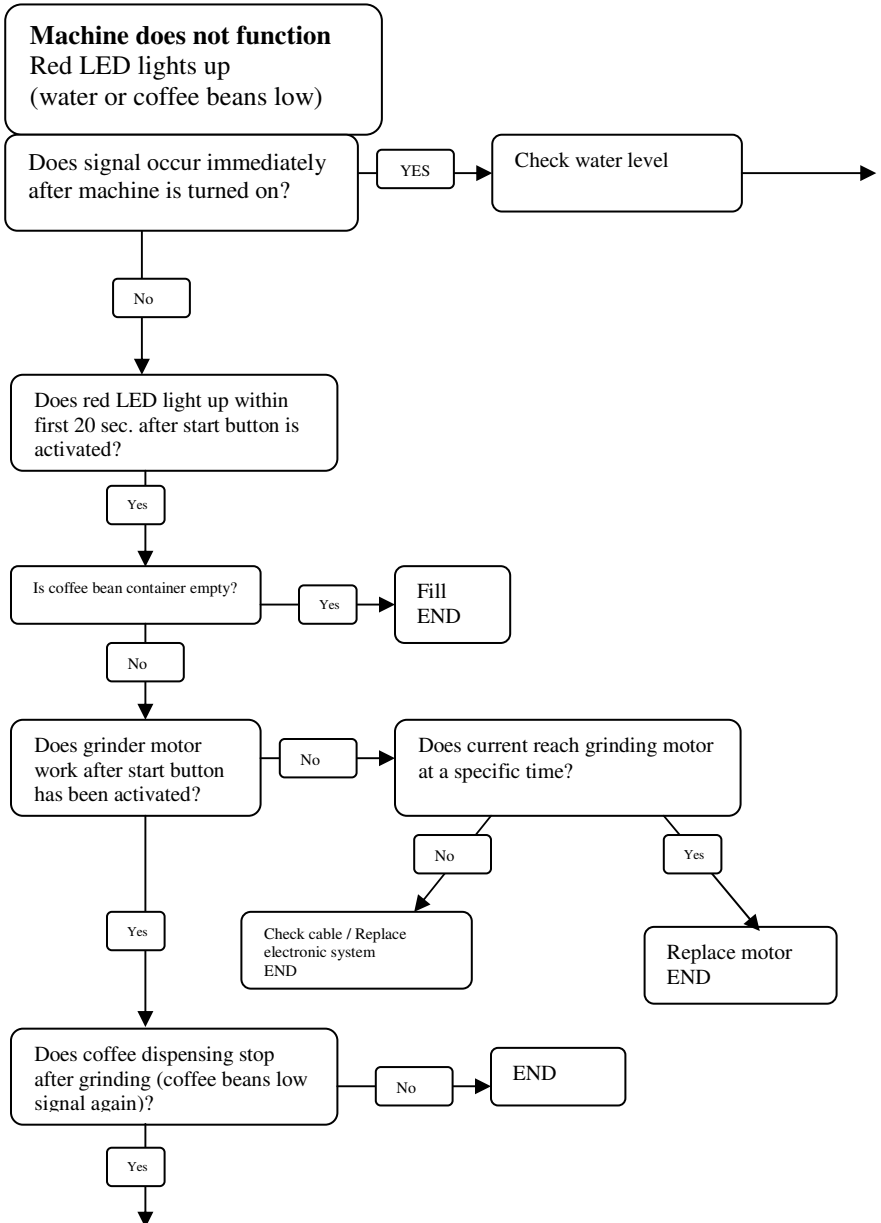 Machine does not function
Red LED lights up
(water or coffee beans low)
Does signal occur immediately
after machine is turned on?
YES
Check water level
No
Does red LED light up within
first 20 sec. after start button is
activated?
Yes
Is coffee bean container empty?
Yes
Fill
END
No
Does grinder motor
work after start button
has been activated?
No
Does current reach grinding motor
at a specific time?
No
Yes
Yes
Check cable / Replace
electronic system
END
Replace motor
END
Does coffee dispensing stop
after grinding (coffee beans low
signal again)?
No
END
Yes